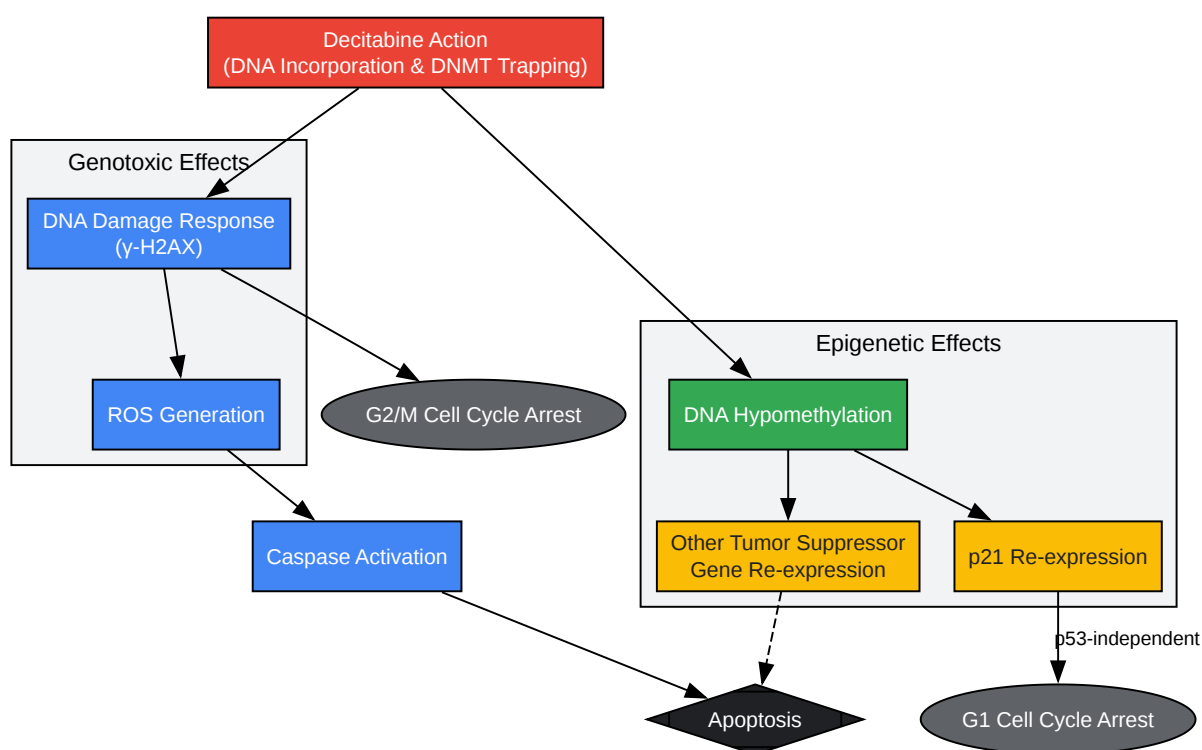 Decitabine Action
(DNA Incorporation & DNMT Trapping)
Genotoxic Effects
DNA Damage Response
(γ-H2AX)
Epigenetic Effects
ROS Generation
G2/M Cell Cycle Arrest
DNA Hypomethylation
Caspase Activation
Other Tumor Suppressor
Gene Re-expression
p21 Re-expression
p53-independent
Apoptosis
G1 Cell Cycle Arrest